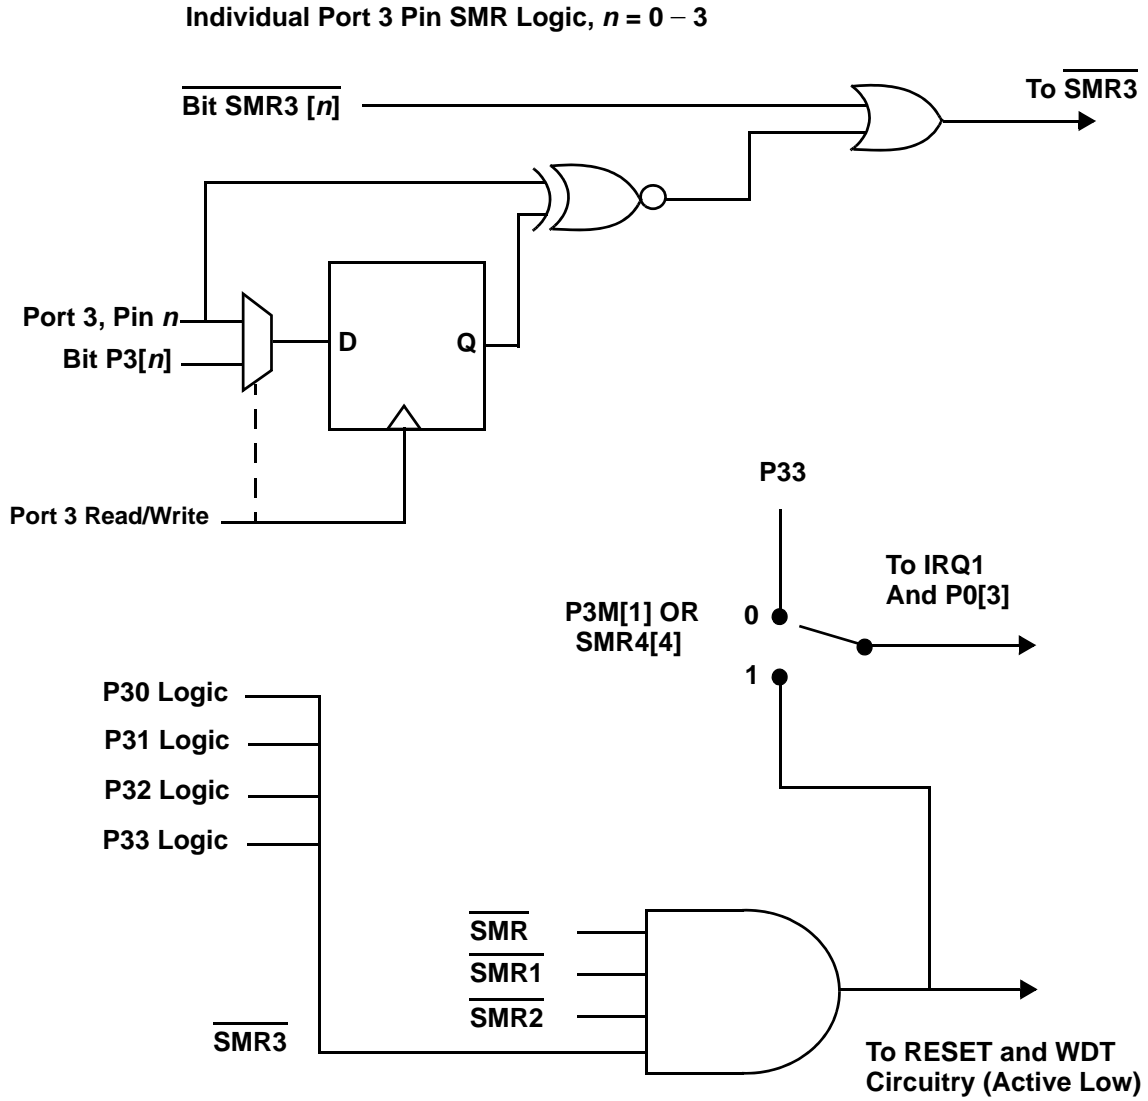 Individual Port 3 Pin SMR Logic, n = 0 – 3
Bit SMR3 [n]
To SMR3
Port 3, Pin n
Bit P3[n]
D
Q
Port 3 Read/Write
P33
To IRQ1
And P0[3]
P3M[1] OR
SMR4[4]
0
1
P30 Logic
P31 Logic
P32 Logic
P33 Logic
SMR
SMR1
SMR2
SMR3
To RESET and WDT
Circuitry (Active Low)